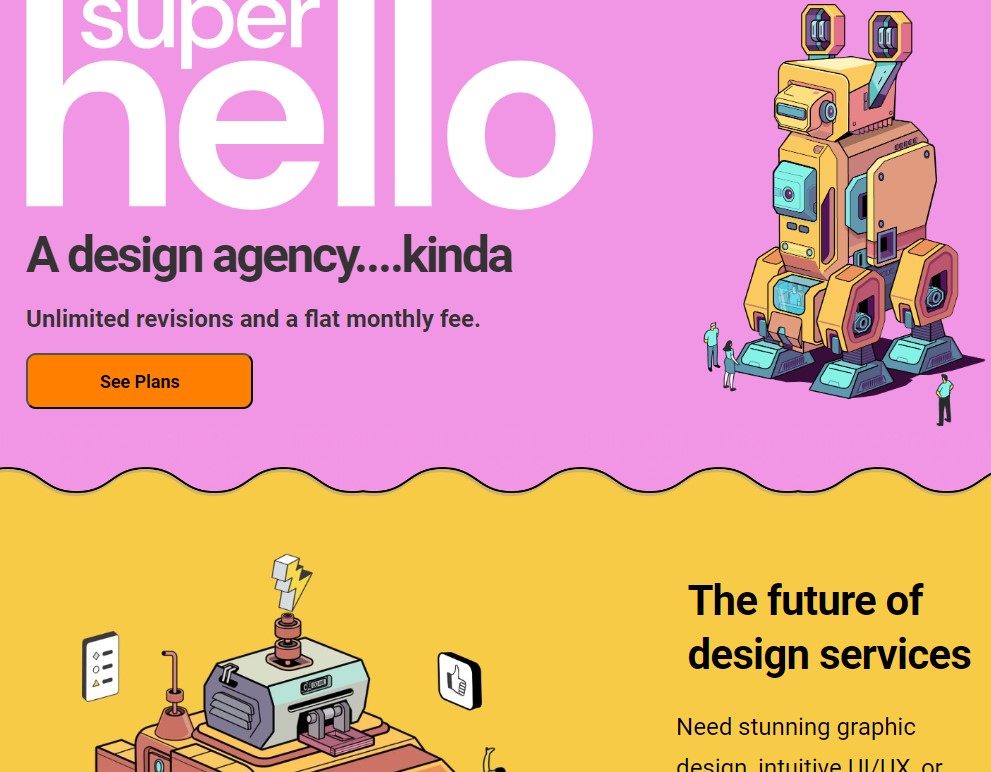 super
hello
A design agency....kinda
Unlimited revisions and a flat monthly fee.
See Plans
The future of
design services
Need stunning graphic
design, intuitive UI/UX, or